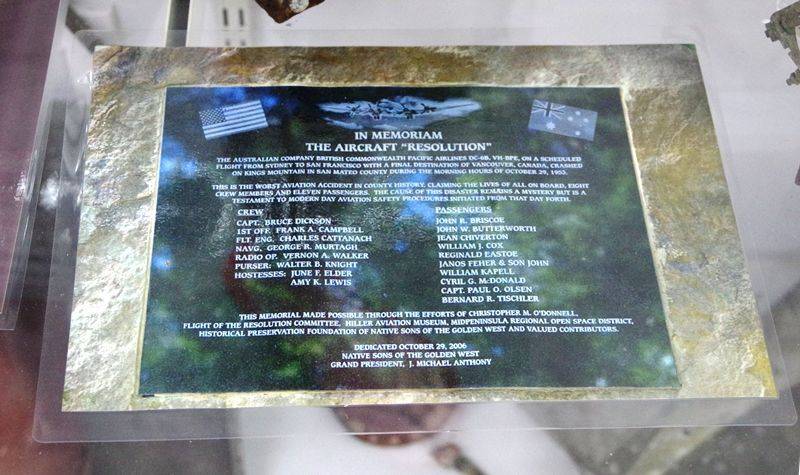 IN MEMORIAM
THE AIRCRAFT "RESOLUTION"
THE AUSTRALIAN COMPANY BRITISH COMMONWEALTH PACIFIC AIRLINES DC-6B, VH-BPE, ON A SCHEDULED
FLIGHT FROM SYDNEY TO SAN FRANCISCO WITH A FINAL DESTINATION OF VANCOUVER, CANADA, CRASHED
ON KINGS MOUNTAIN IN SAN MATEO COUNTY DURING THE MORNING HOURS OF OCTOBER 29, 1953.
THIS IS THE WORST AVIATION ACCIDENT IN COUNTY HISTORY, CLAIMING THE LIVES OF ALL ON BOARD, EIGHT
CREW MEMBERS AND ELEVEN PASSENGERS. THE CAUSE OF THIS DISASTER REMAINS A MYSTERY BUT IS A
TESTAMENT TO MODERN DAY AVIATION SAFETY PROCEDURES INITIATED FROM THAT DAY FORTH.
CREW
CAPT. BRUCE DICKSON
1ST OFF. FRANK A. CAMPBELL
FLT. ENG. CHARLES CATTANACH
NAVG. GEORGE R. MURTAGH
RADIO OP. VERNON A. WALKER
PURSER: WALTER B. KNIGHT
HOSTESSES: JUNE F. ELDER
AMY K. LEWIS
PASSENGERS
JOHN R. BRISCOE
JOHN W. BUTTERWORTH
JEAN CHIVERTON
WILLIAM J. COX
REGINALD EASTOE
JANOS FEHER & SON JOHN
WILLIAM KAPELL
CYRIL G. McDONALD
CAPT. PAUL O. OLSEN
BERNARD R. TISCHLER
THIS MEMORIAL MADE POSSIBLE THROUGH THE EFFORTS OF CHRISTOPHER M. O'DONNELL,
FLIGHT OF THE RESOLUTION COMMITTEE, HILLER AVIATION MUSEUM, MIDPENINSULA REGIONAL OPEN SPACE DISTRICT,
HISTORICAL PRESERVATION FOUNDATION OF NATIVE SONS OF THE GOLDEN WEST AND VALUED CONTRIBUTORS.
DEDICATED OCTOBER 29, 2006
NATIVE SONS OF THE GOLDEN WEST
GRAND PRESIDENT, J. MICHAEL ANTHONY